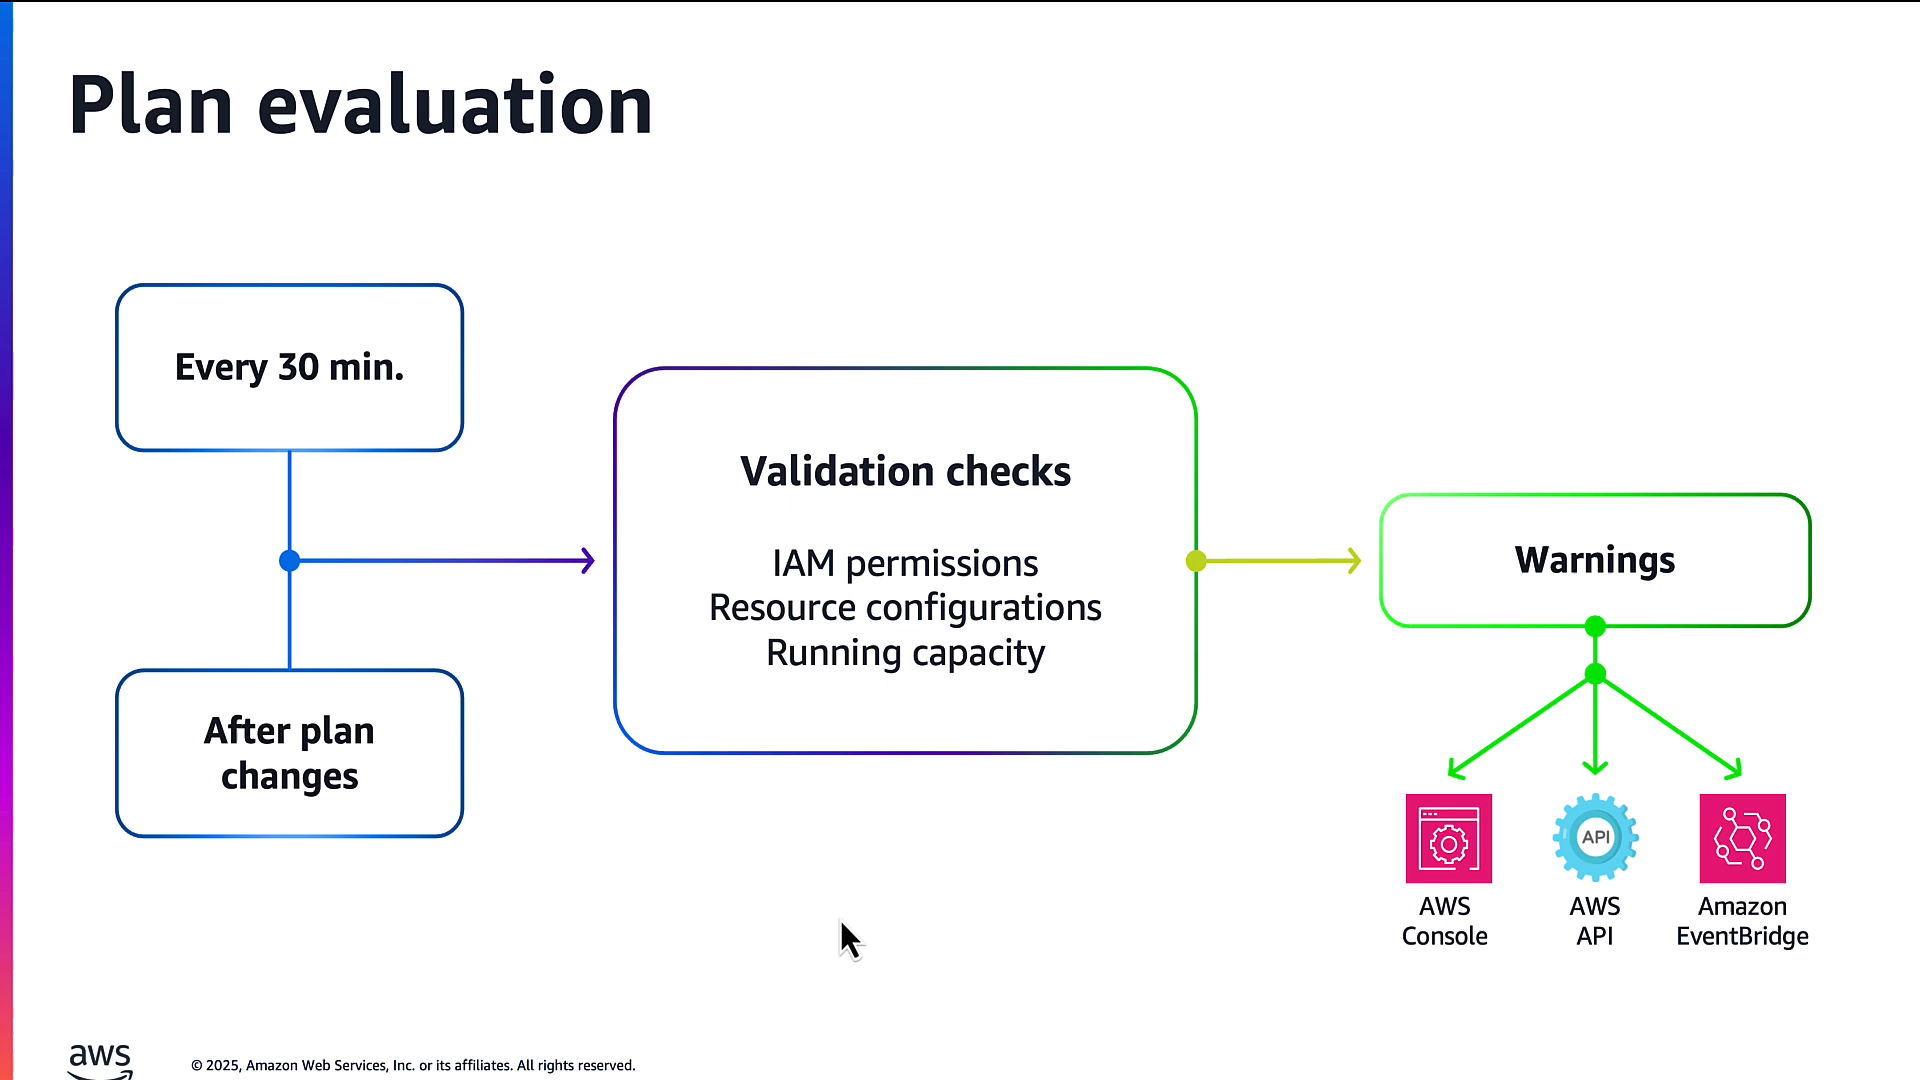 Plan evaluation
Every 30 min.
After plan
changes
Validation checks
IAM permissions
Resource configurations
Running capacity
Warnings
API
AWS
Console
AWS
API
Amazon
EventBridge
aws
© 2025, Amazon Web Services, Inc. or its affiliates. All rights reserved.